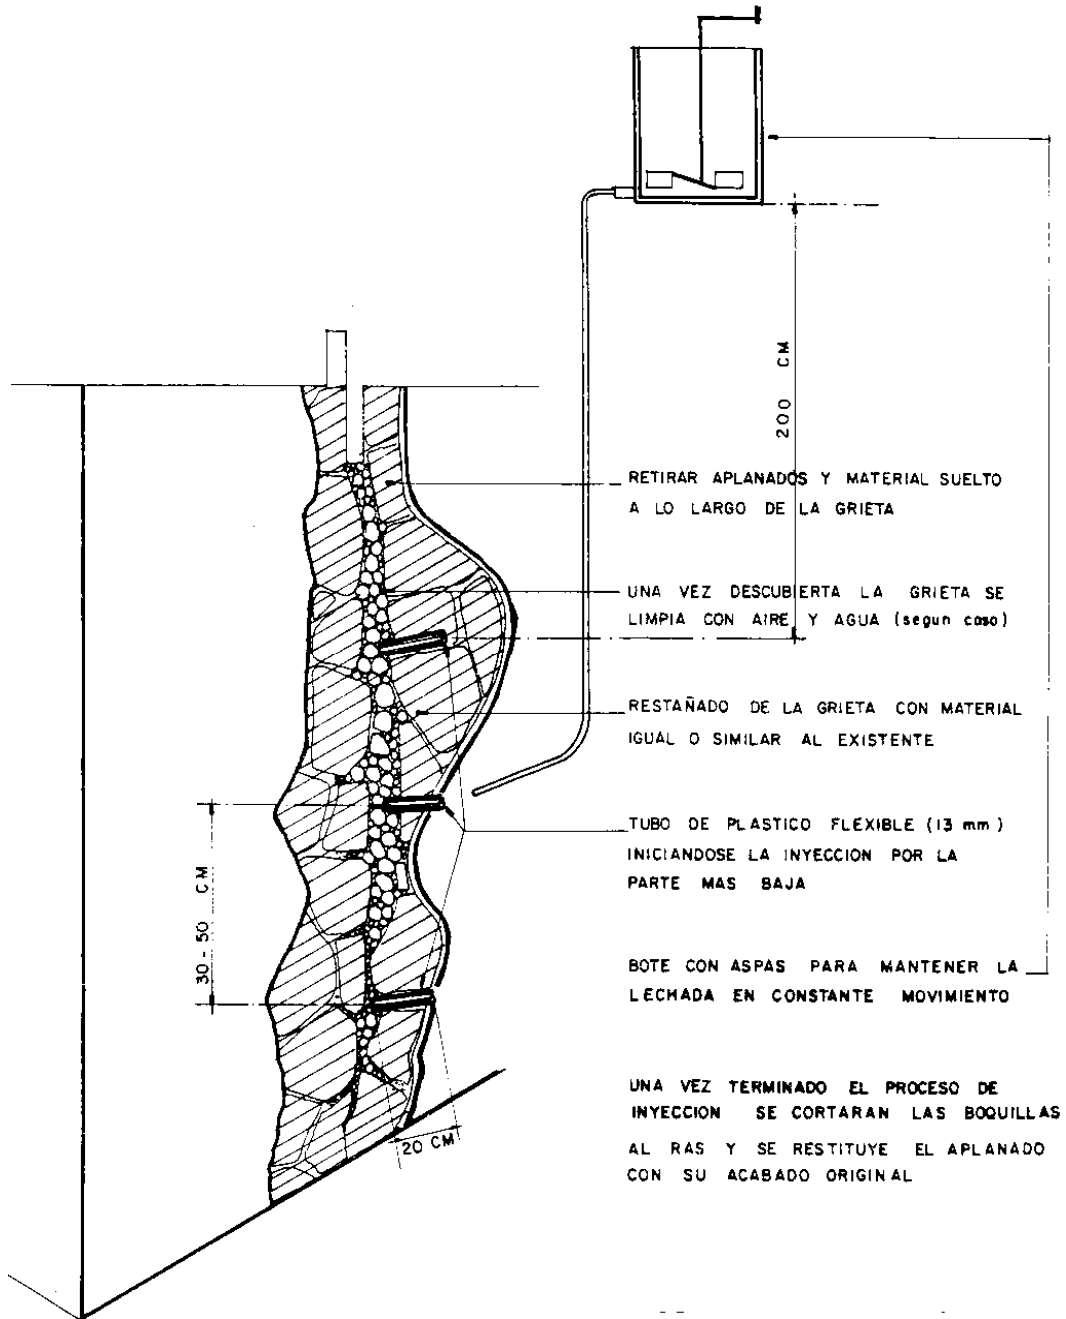 200 CM
RETIRAR APLANADOS Y MATERIAL SUELTO
A LO LARGO DE LA GRIETA
UNA VEZ DESCUBIERTA LA GRIETA SE
LIMPIA CON AIRE Y AGUA (segun caso)
RESTAÑADO DE LA GRIETA CON MATERIAL
IGUAL O SIMILAR AL EXISTENTE
TUBO DE PLASTICO FLEXIBLE (13 mm)
INICIANDOSE LA INYECCION POR LA
PARTE MAS BAJA
30-50 CM
BOTE CON ASPAS PARA MANTENER LA
LECHADA EN CONSTANTE MOVIMIENTO
UNA VEZ TERMINADO EL PROCESO DE
INYECCION SE CORTARAN LAS BOQUILLAS
AL RAS Y SE RESTITUYE EL APLANADO
CON SU ACABADO ORIGINAL
20 CM